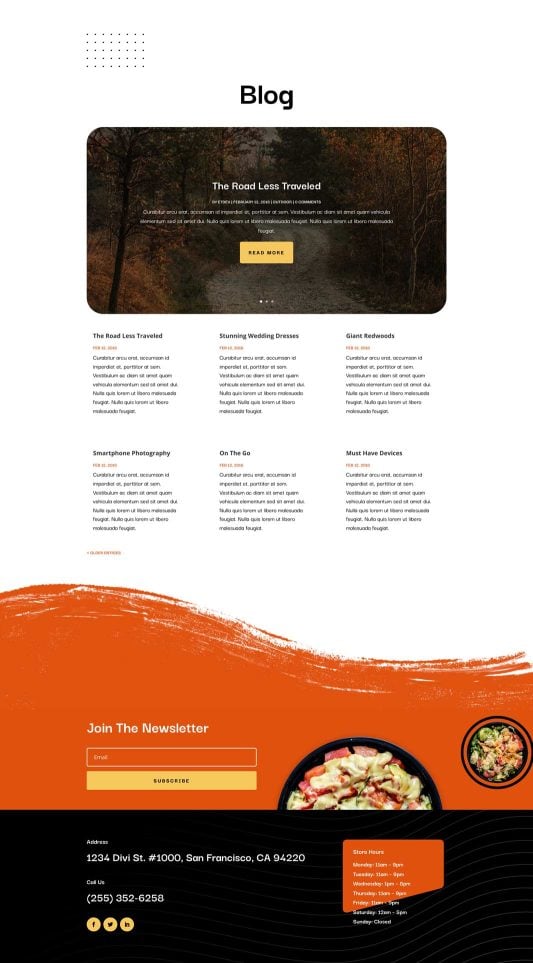 Blog
The Road Less Traveled
BY ETDEV | FEBRUARY 12, 2016 | OUTDOOR | 0 COMMENTS
Curabitur arcu erat, accumsan id imperdiet et, porttitor at sem. Vestibulum ac diam sit amet quam vehicula
elementum sed sit amet dui. Nulla quis lorem ut libero malesuada feugiat. Nulla quis lorem ut libero malesuada
feugiat.
READ MORE
The Road Less Traveled
FEB 12, 2016
Curabitur arcu erat, accumsan id
imperdiet et, porttitor at sem.
Vestibulum ac diam sit amet quam
vehicula elementum sed sit amet dui.
Nulla quis lorem ut libero malesuada
feugiat. Nulla quis lorem ut libero
malesuada feugiat.
Stunning Wedding Dresses
FEB 12, 2016
Curabitur arcu erat, accumsan id
imperdiet et, porttitor at sem.
Vestibulum ac diam sit amet quam
vehicula elementum sed sit amet dui.
Nulla quis lorem ut libero malesuada
feugiat. Nulla quis lorem ut libero
malesuada feugiat.
Giant Redwoods
FEB 12, 2016
Curabitur arcu erat, accumsan id
imperdiet et, porttitor at sem.
Vestibulum ac diam sit amet quam
vehicula elementum sed sit amet dui.
Nulla quis lorem ut libero malesuada
feugiat. Nulla quis lorem ut libero
malesuada feugiat.
Smartphone Photography
FEB 12, 2016
Curabitur arcu erat, accumsan id
imperdiet et, porttitor at sem.
Vestibulum ac diam sit amet quam
vehicula elementum sed sit amet dui.
Nulla quis lorem ut libero malesuada
feugiat. Nulla quis lorem ut libero
malesuada feugiat.
On The Go
FEB 12, 2016
Curabitur arcu erat, accumsan id
imperdiet et, porttitor at sem.
Vestibulum ac diam sit amet quam
vehicula elementum sed sit amet dui.
Nulla quis lorem ut libero malesuada
feugiat. Nulla quis lorem ut libero
malesuada feugiat.
Must Have Devices
FEB 12, 2016
Curabitur arcu erat, accumsan id
imperdiet et, porttitor at sem.
Vestibulum ac diam sit amet quam
vehicula elementum sed sit amet dui.
Nulla quis lorem ut libero malesuada
feugiat. Nulla quis lorem ut libero
malesuada feugiat.
« OLDER ENTRIES
Join The Newsletter
Email
SUBSCRIBE
Address
1234 Divi St. #1000, San Francisco, CA 94220
Call Us
(255) 352-6258
Store Hours
Monday: 11am - 9pm
Tuesday: 11am - 9pm
Wednesday: 1pm - 8pm
Thursday: 11am - 9pm
Friday: 11am - 9pm
Saturday: 12am - 5pm
Sunday: Closed